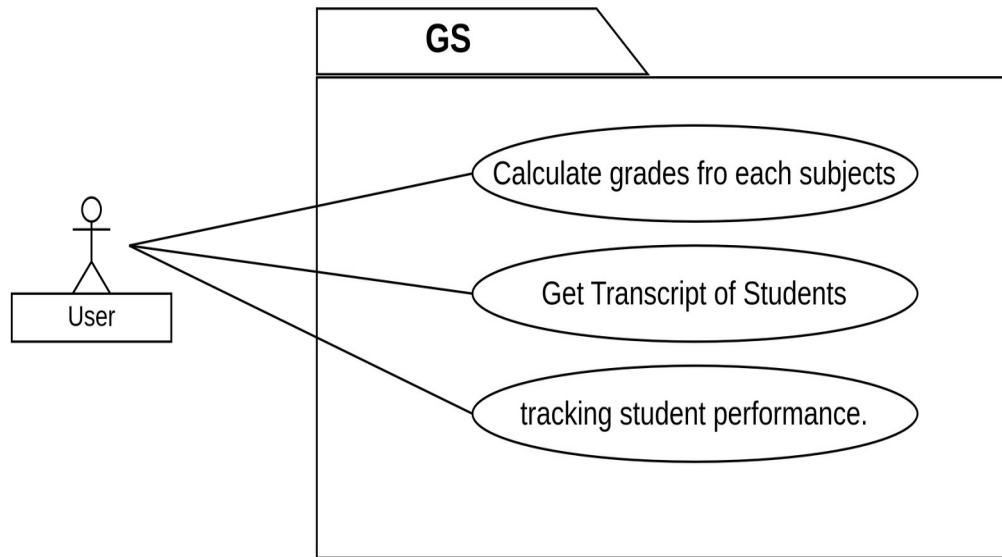 GS
Calculate grades fro each subjects
User
Get Transcript of Students
tracking student performance.